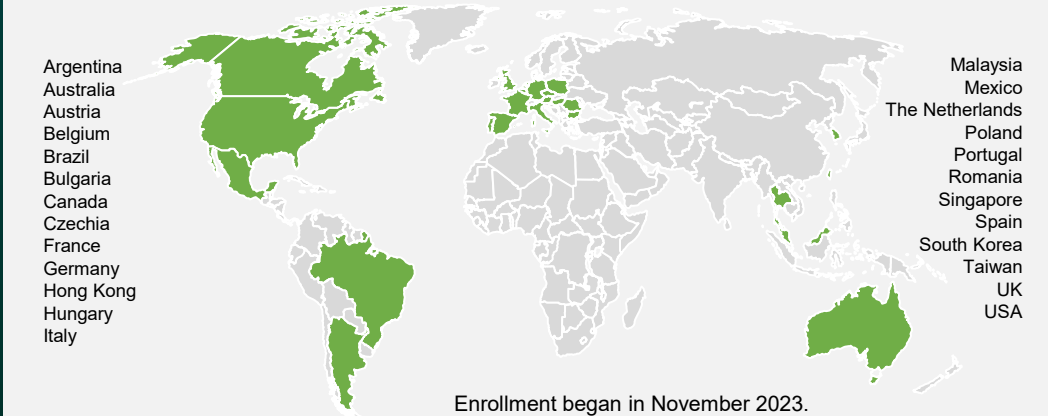 Argentina
Australia
Austria
Belgium
Brazil
Bulgaria
Canada
Czechia
France
Germany
Hong Kong
Hungary
Italy
Malaysia
Mexico
The Netherlands
Poland
Portugal
Romania
Singapore
Spain
South Korea
Taiwan
UK
USA
Enrollment began in November 2023.